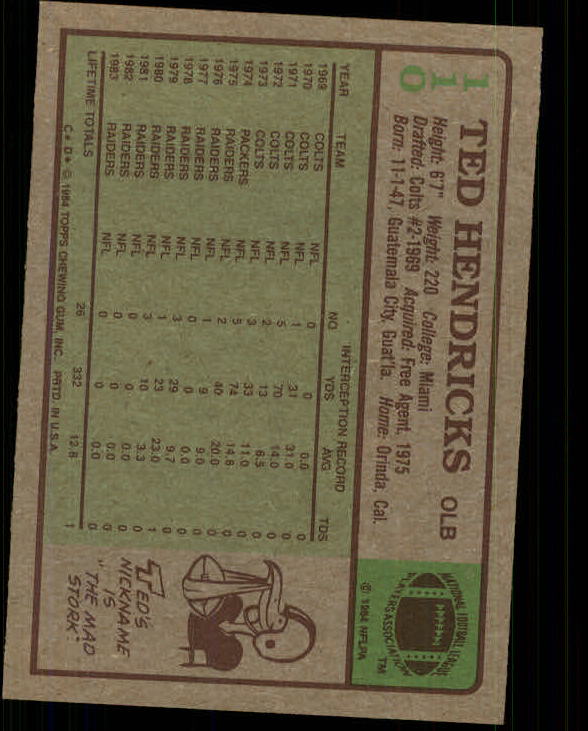 110
TED HENDRICKS OLB
Height: 6'7" Weight: 220 College: Miami
Drafted: Colts #2-1969 Acquired: Free Agent, 1975
Born: 11-1-47, Guatemala City, Guat'la. Home: Orinda, Cal.
NATIONAL FOOTBALL LEAGUE
PLAYERS ASSOCIATION
TM
© 1984 NFLPA
INTERCEPTION RECORD
YEAR TEAM NO. YDS AVG TDS
1969 COLTS NFL 0 0 0.0 0
1970 COLTS NFL 1 31 31.0 0
1971 COLTS NFL 5 70 14.0 0
1972 COLTS NFL 2 13 6.5 0
1973 COLTS NFL 3 33 11.0 0
1974 PACKERS NFL 5 74 14.8 0
1975 RAIDERS NFL 2 40 20.0 0
1976 RAIDERS NFL 1 9 9.0 0
1977 RAIDERS NFL 0 0 0.0 0
1978 RAIDERS NFL 3 29 9.7 0
1979 RAIDERS NFL 1 23 23.0 1
1980 RAIDERS NFL 3 10 3.3 0
1981 RAIDERS NFL 0 0 0.0 0
1982 RAIDERS NFL 0 0 0.0 0
1983 RAIDERS NFL 0 0 0.0 0
LIFETIME TOTALS 26 332 12.8 1
TED'S
NICKNAME
IS
"THE MAD
STORK".
C★ D★ © 1984 TOPPS CHEWING GUM, INC. PRTD. IN U.S.A.